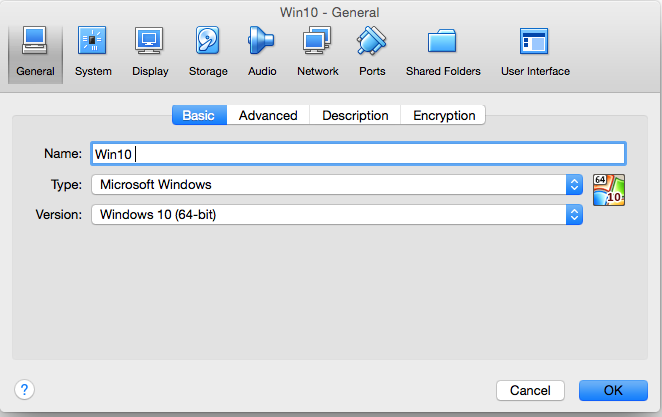 Win10 - General
General System Display Storage Audio Network Ports Shared Folders User Interface
Basic Advanced Description Encryption
Name: Win10
Type: Microsoft Windows 64
10
Version: Windows 10 (64-bit)
? Cancel OK